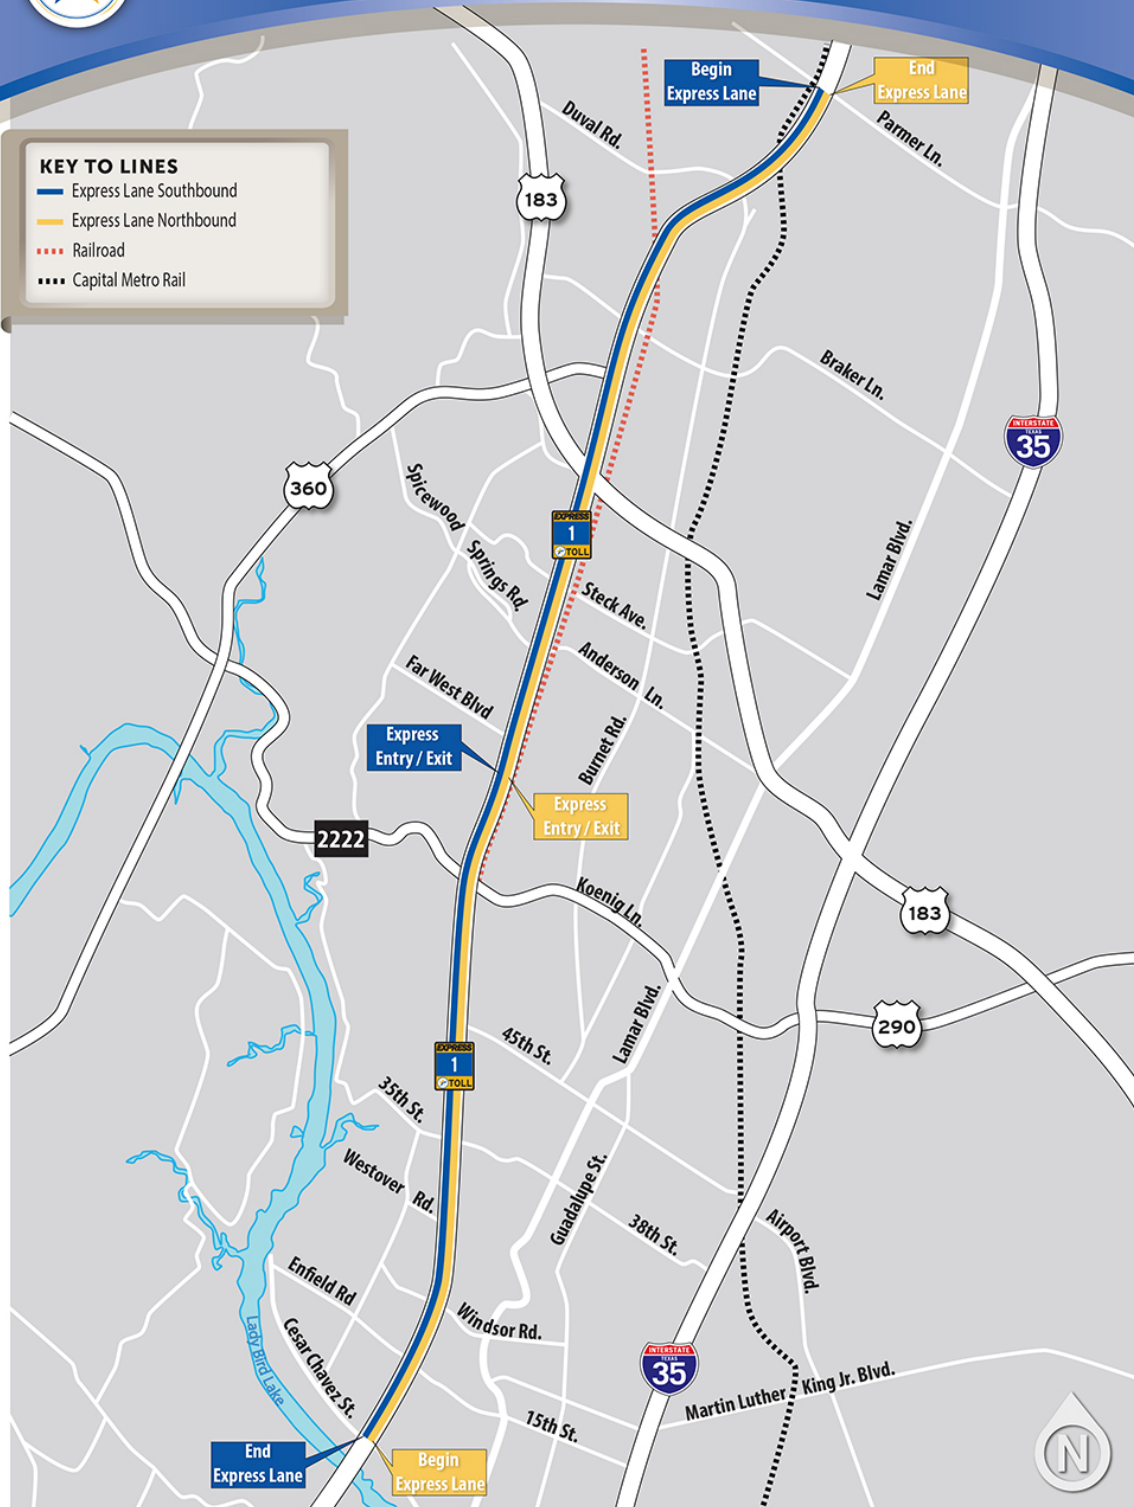 Begin
Express Lane
End
Express Lane
Duval Rd.
Parmer Ln.
KEY TO LINES
Express Lane Southbound
Express Lane Northbound
Railroad
Capital Metro Rail
183
Braker Ln.
INTERSTATE
TEXAS
35
360
Spicewood
Springs Rd.
EXPRESS
1
TOLL
Lamar Blvd.
Steck Ave.
Anderson Ln.
Far West Blvd
Burnet Rd.
Express
Entry / Exit
Express
Entry / Exit
2222
Koenig Ln.
183
290
Lamar Blvd.
45th St.
EXPRESS
1
TOLL
35th St.
Westover Rd.
Guadalupe St.
38th St.
Airport Blvd.
Enfield Rd
Windsor Rd.
Cesar Chavez St.
Lady Bird Lake
INTERSTATE
TEXAS
35
Martin Luther King Jr. Blvd.
15th St.
End
Express Lane
Begin
Express Lane
N